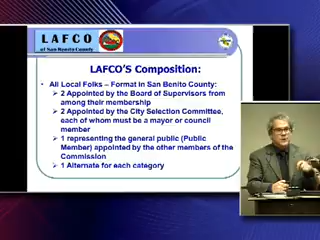 LAFCO
of San Benito County
LAFCO'S Composition:
• All Local Folks – Format in San Benito County:
➢ 2 Appointed by the Board of Supervisors from
among their membership
➢ 2 Appointed by the City Selection Committee,
each of whom must be a mayor or council
member
➢ 1 representing the general public (Public
Member) appointed by the other members of the
Commission
➢ 1 Alternate for each category